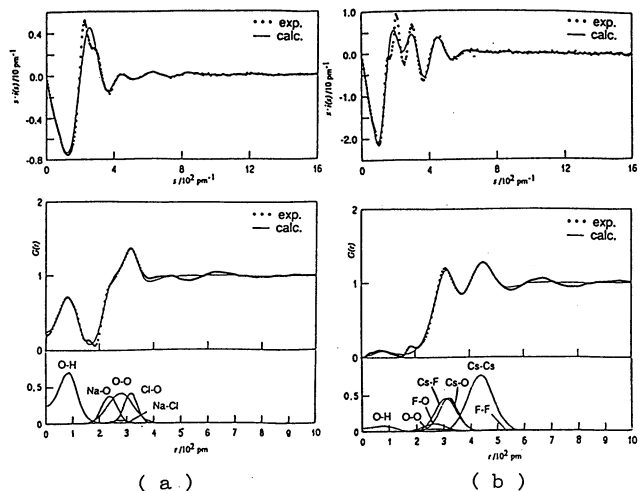 0.4
0.0
-0.4
-0.8
s·i(s)/10 pm⁻¹
exp.
calc.
0 4 8 12 16
s /10² pm⁻¹
1.0
0.0
-1.0
-2.0
s·i(s)/10 pm⁻¹
exp.
calc.
0 4 8 12 16
s /10² pm⁻¹
2
1
0
G(r)
exp.
calc.
0.5
0
O-H
Na-O
O-O
Cl-O
Na-Cl
0 1 2 3 4 5 6 7 8 9 10
r /10² pm
( a )
2
1
0
G(r)
exp.
calc.
0.5
0
O-H
O-O
F-O
Cs-F
Cs-O
Cs-Cs
F-F
0 1 2 3 4 5 6 7 8 9 10
r /10² pm
( b )